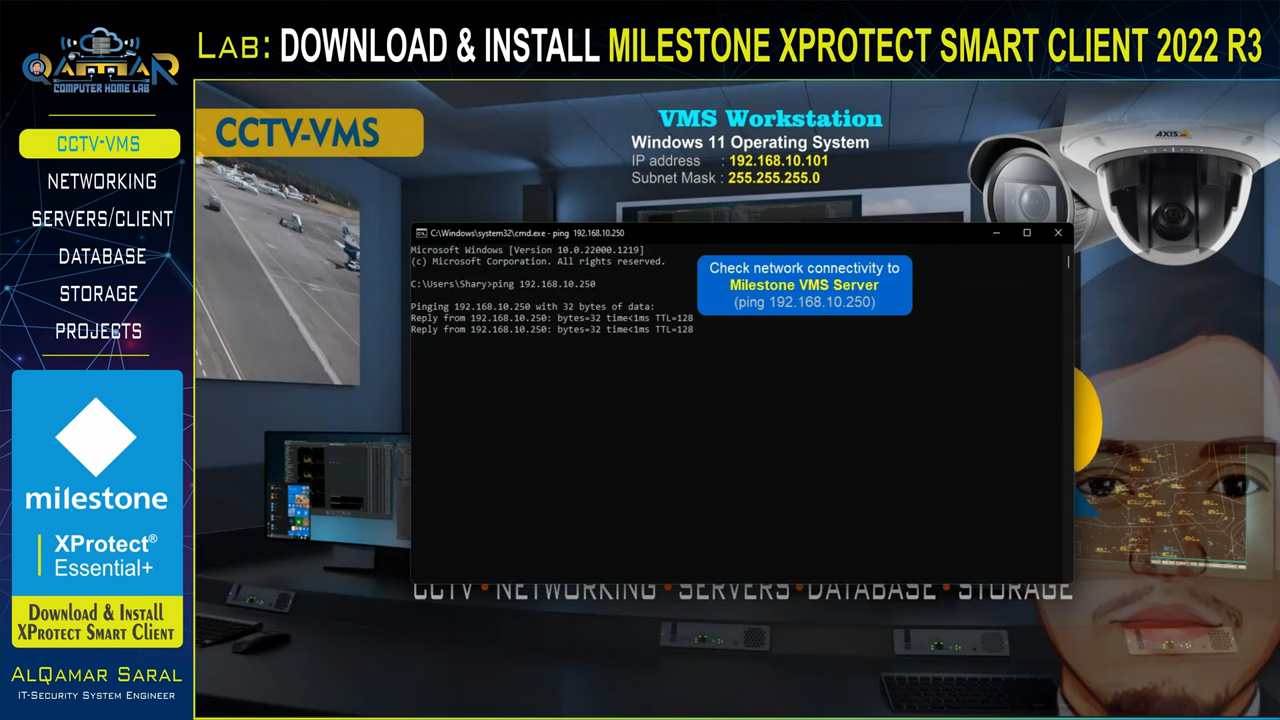 LAB: DOWNLOAD & INSTALL MILESTONE XPROTECT SMART CLIENT 2022 R3
QAMAR
COMPUTER HOME LAB
CCTV-VMS
NETWORKING
SERVERS/CLIENT
DATABASE
STORAGE
PROJECTS
milestone
XProtect®
Essential+
DOWNLOAD & INSTALL
XPROTECT SMART CLIENT
ALQAMAR SARAL
IT-SECURITY SYSTEM ENGINEER
CCTV-VMS
VMS Workstation
Windows 11 Operating System
IP address : 192.168.10.101
Subnet Mask : 255.255.255.0
AXIS
C:\Windows\system32\cmd.exe - ping 192.168.10.250
Microsoft Windows [Version 10.0.22000.1219]
(c) Microsoft Corporation. All rights reserved.
C:\Users\Shary>ping 192.168.10.250
Pinging 192.168.10.250 with 32 bytes of data:
Reply from 192.168.10.250: bytes=32 time<1ms TTL=128
Reply from 192.168.10.250: bytes=32 time<1ms TTL=128
Check network connectivity to
Milestone VMS Server
(ping 192.168.10.250)
CCTV • NETWORKING • SERVERS • DATABASE • STORAGE